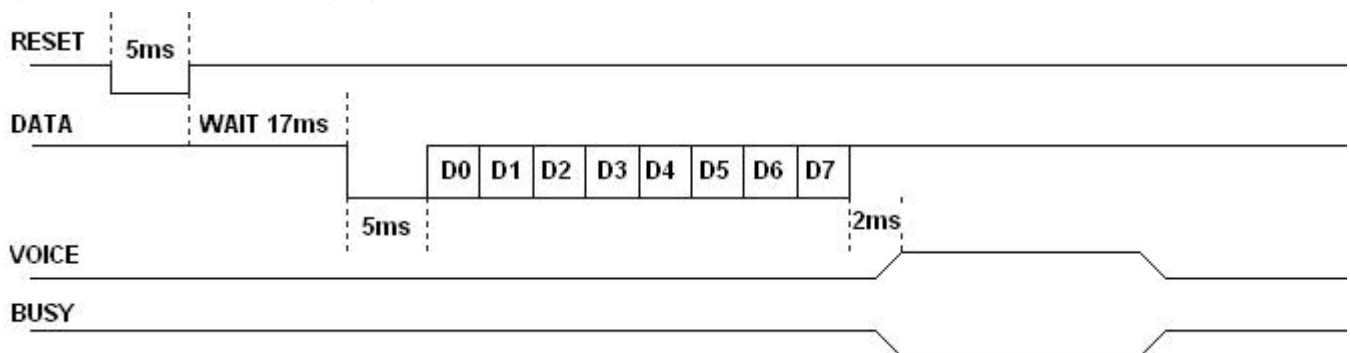 RESET 5ms
DATA WAIT 17ms
D0 D1 D2 D3 D4 D5 D6 D7
5ms 2ms
VOICE
BUSY